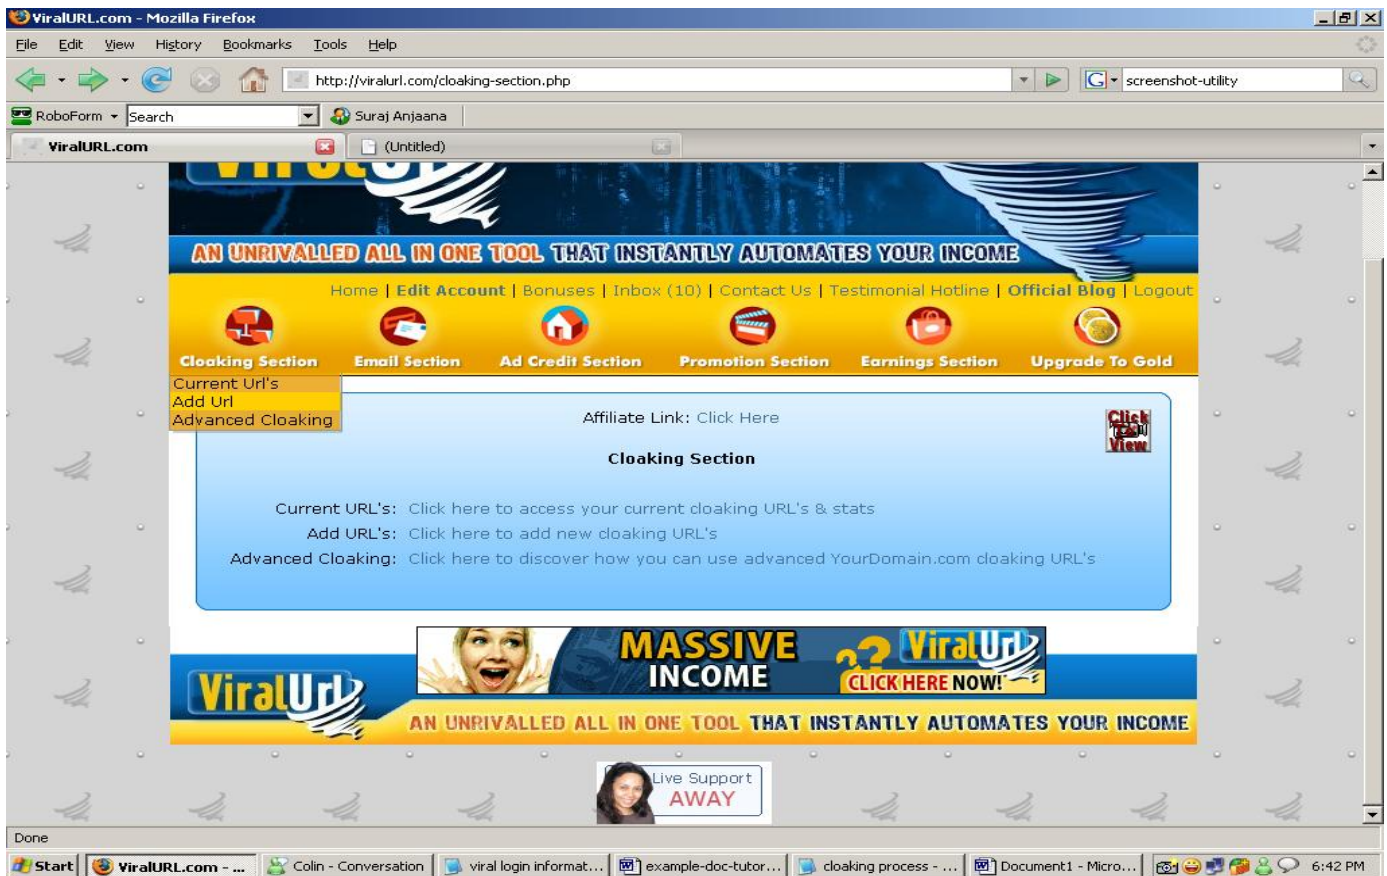 ViralURL.com - Mozilla Firefox
File Edit View History Bookmarks Tools Help
http://viralurl.com/cloaking-section.php
G screenshot-utility
RoboForm Search Suraj Anjaana
ViralURL.com (Untitled)
ViralUrl
AN UNRIVALLED ALL IN ONE TOOL THAT INSTANTLY AUTOMATES YOUR INCOME
Home | Edit Account | Bonuses | Inbox (10) | Contact Us | Testimonial Hotline | Official Blog | Logout
Cloaking Section Email Section Ad Credit Section Promotion Section Earnings Section Upgrade To Gold
Current Url's
Add Url
Advanced Cloaking
Affiliate Link: Click Here
Click To View
Cloaking Section
Current URL's: Click here to access your current cloaking URL's & stats
Add URL's: Click here to add new cloaking URL's
Advanced Cloaking: Click here to discover how you can use advanced YourDomain.com cloaking URL's
MASSIVE
INCOME
?? ViralUrl
CLICK HERE NOW!
ViralUrl
AN UNRIVALLED ALL IN ONE TOOL THAT INSTANTLY AUTOMATES YOUR INCOME
Live Support
AWAY
Done
Start ViralURL.com - ... Colin - Conversation viral login informat... example-doc-tutor... cloaking process - ... Document1 - Micro... 6:42 PM